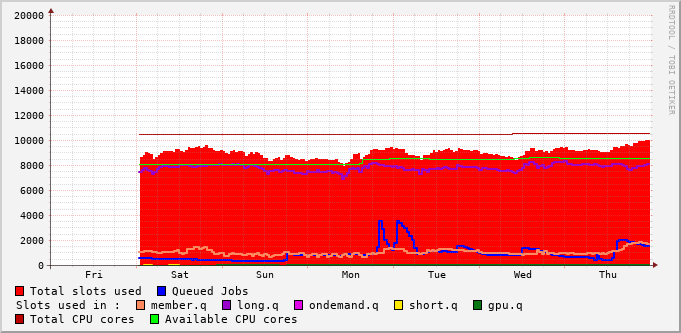 20000
18000
16000
14000
12000
10000
8000
6000
4000
2000
0
Fri Sat Sun Mon Tue Wed Thu
Total slots used Queued Jobs
Slots used in : member.q long.q ondemand.q short.q gpu.q
Total CPU cores Available CPU cores
RRDTOOL / TOBI OETIKER